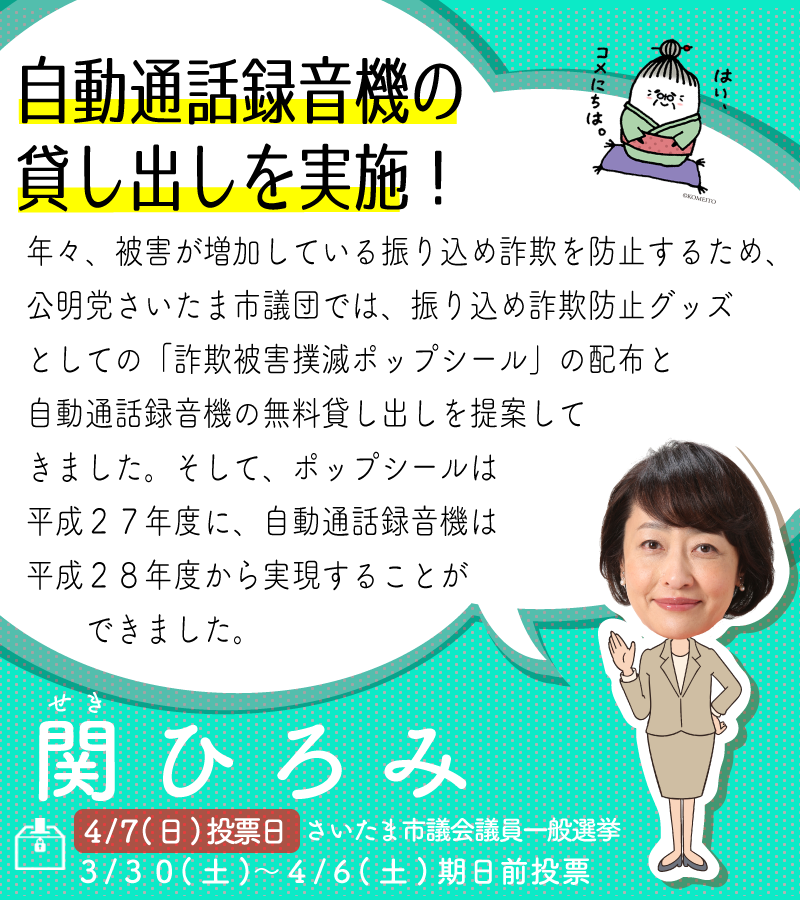 自動通話録音機の
貸し出しを実施！
はい、
コメにちは。
©KOMEITO
年々、被害が増加している振り込め詐欺を防止するため、
公明党さいたま市議団では、振り込め詐欺防止グッズ
としての「詐欺被害撲滅ポップシール」の配布と
自動通話録音機の無料貸し出しを提案して
きました。そして、ポップシールは
平成２７年度に、自動通話録音機は
平成２８年度から実現することが
できました。
せき
関ひろみ
4/7(日)投票日 さいたま市議会議員一般選挙
3/30(土)～4/6(土)期日前投票